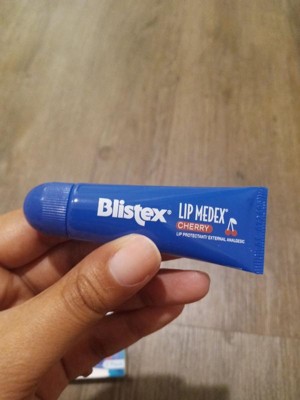 Blistex®
LIP MEDEX®
CHERRY
LIP PROTECTANT/ EXTERNAL ANALGESIC